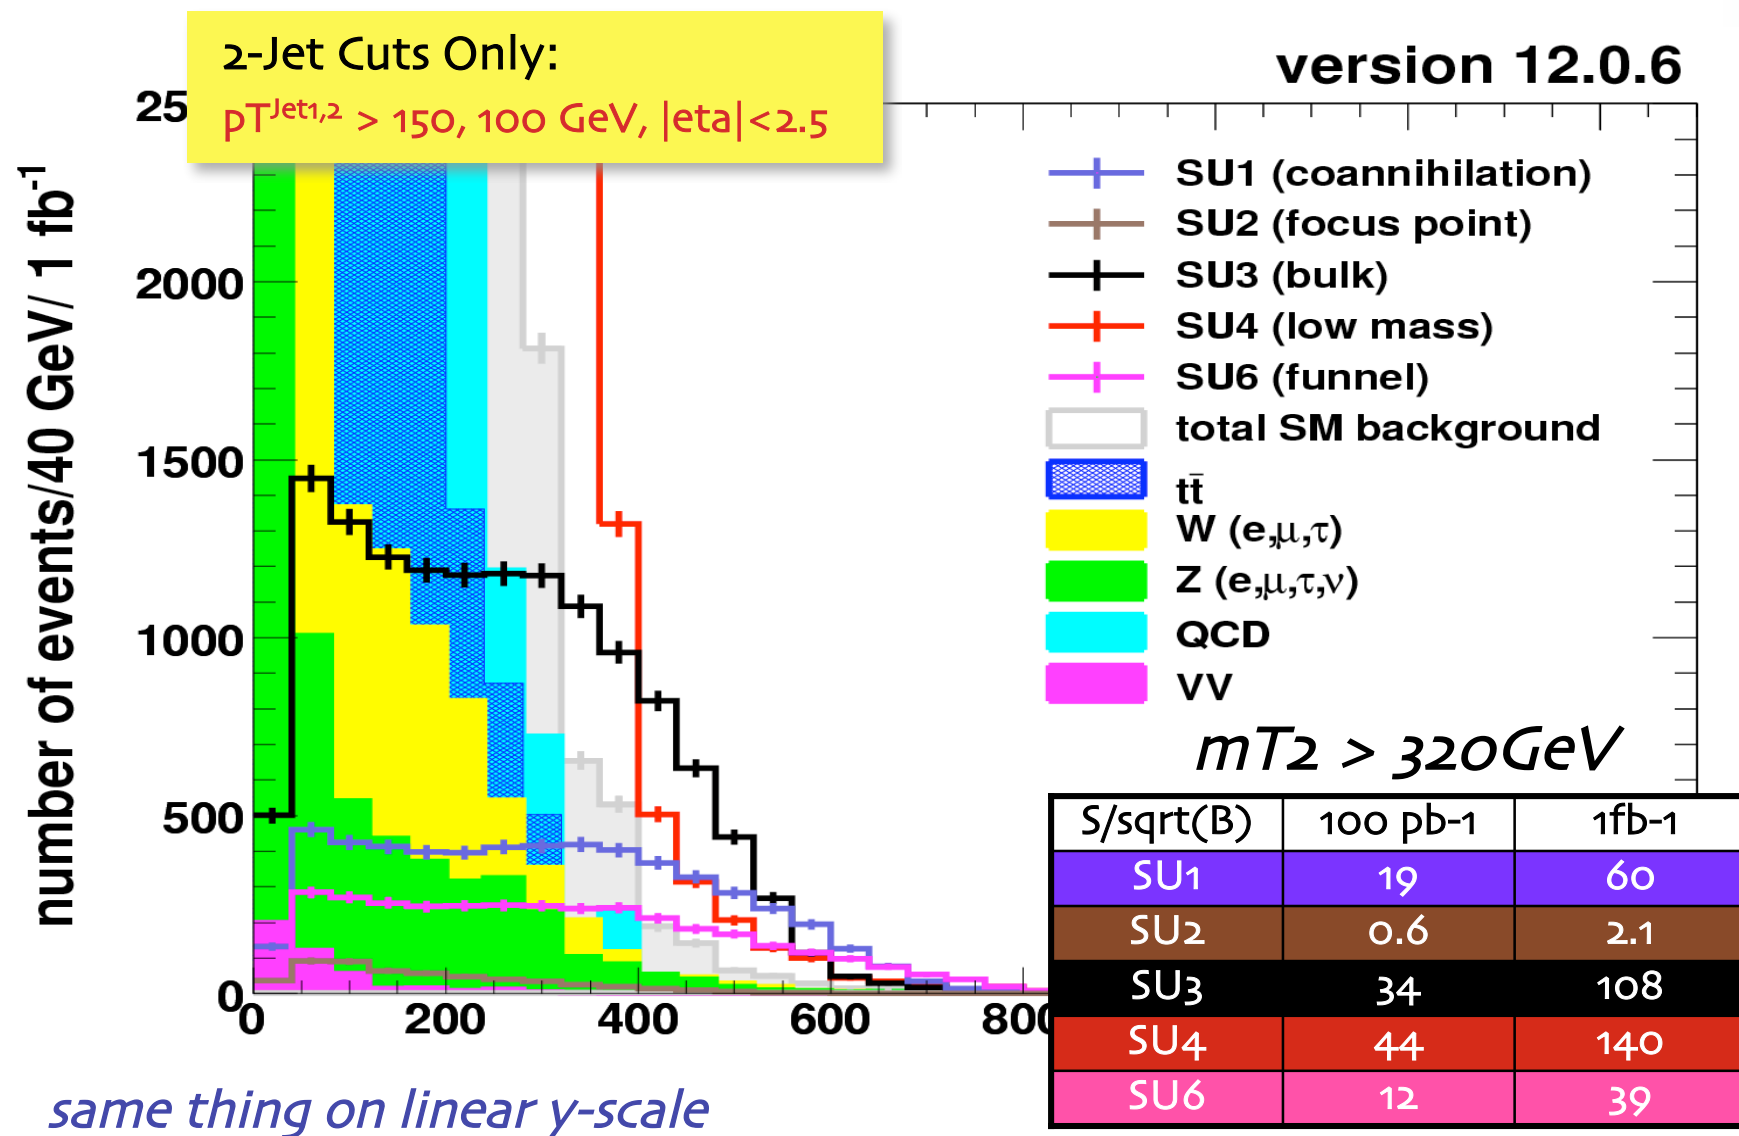 2-Jet Cuts Only:
pT^Jet1,2 > 150, 100 GeV, |eta|<2.5
version 12.0.6
number of events/40 GeV/ 1 fb^-1
25
2000
1500
1000
500
0
0 200 400 600 800
SU1 (coannihilation)
SU2 (focus point)
SU3 (bulk)
SU4 (low mass)
SU6 (funnel)
total SM background
tt̄
W (e,μ,τ)
Z (e,μ,τ,ν)
QCD
VV
mT2 > 320GeV
S/sqrt(B) 100 pb-1 1fb-1
SU1 19 60
SU2 0.6 2.1
SU3 34 108
SU4 44 140
SU6 12 39
same thing on linear y-scale